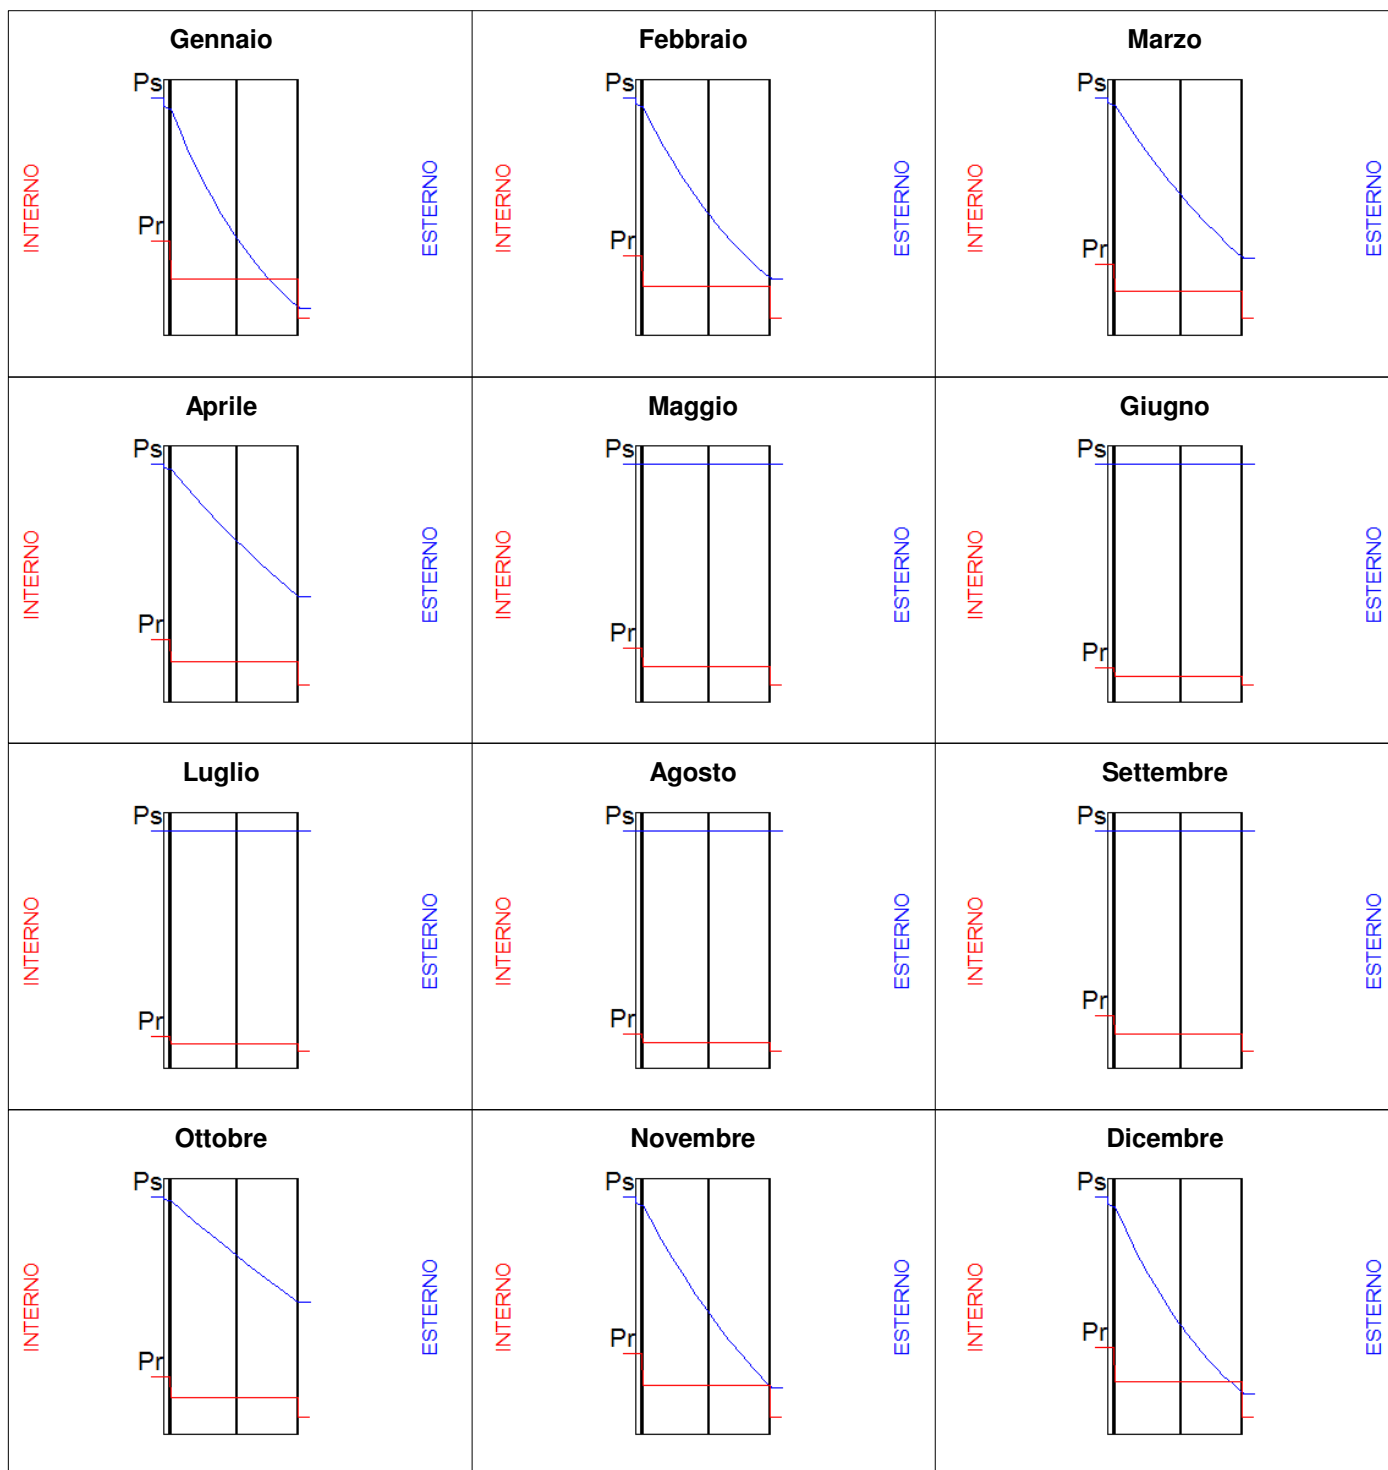 Gennaio
Febbraio
Marzo
Ps
Ps
Ps
INTERNO
Pr
ESTERNO
INTERNO
Pr
ESTERNO
INTERNO
Pr
ESTERNO
Aprile
Maggio
Giugno
Ps
Ps
Ps
INTERNO
Pr
ESTERNO
INTERNO
Pr
ESTERNO
INTERNO
Pr
ESTERNO
Luglio
Agosto
Settembre
Ps
Ps
Ps
INTERNO
Pr
ESTERNO
INTERNO
Pr
ESTERNO
INTERNO
Pr
ESTERNO
Ottobre
Novembre
Dicembre
Ps
Ps
Ps
INTERNO
Pr
ESTERNO
INTERNO
Pr
ESTERNO
INTERNO
Pr
ESTERNO